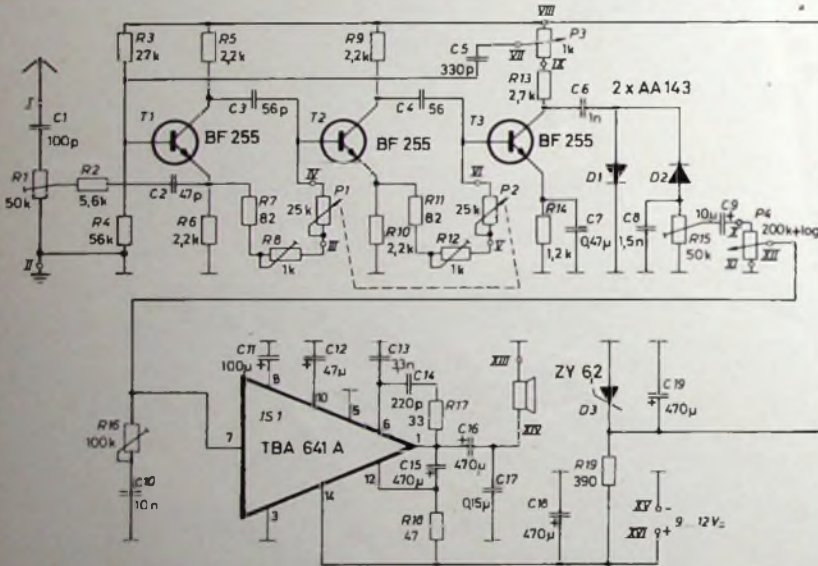 R3
27k
R5
2,2k
R9
2,2k
C5
330p
VII
VIII
P3
1k
IX
R13
2,7k
C6
1n
2 x AA 143
I
C1
100p
T1
BF 255
C3
56p
T2
BF 255
C4
56
T3
BF 255
D1
D2
R1
50k
R2
5,6k
C2
47p
R7
82
IV
P1
25k
III
R11
82
VI
P2
25k
V
R14
1,2k
C7
0,47µ
C8
1,5n
R15
50k
10µ
C9
X
P4
200k+log
XI
XII
R4
56k
R6
2,2k
R8
1k
R10
2,2k
R12
1k
II
C11
100µ
C12
47µ
C13
33n
C14
220p
R17
33
XIII
XIV
ZY 62
D3
C19
470µ
R16
100k
IS1
TBA 641 A
8
10
5
6
7
1
12
14
3
C16
470µ
C15
470µ
C17
0,15µ
C18
470µ
R18
47
R19
390
C10
10n
XV -
XVI +
9...12V=